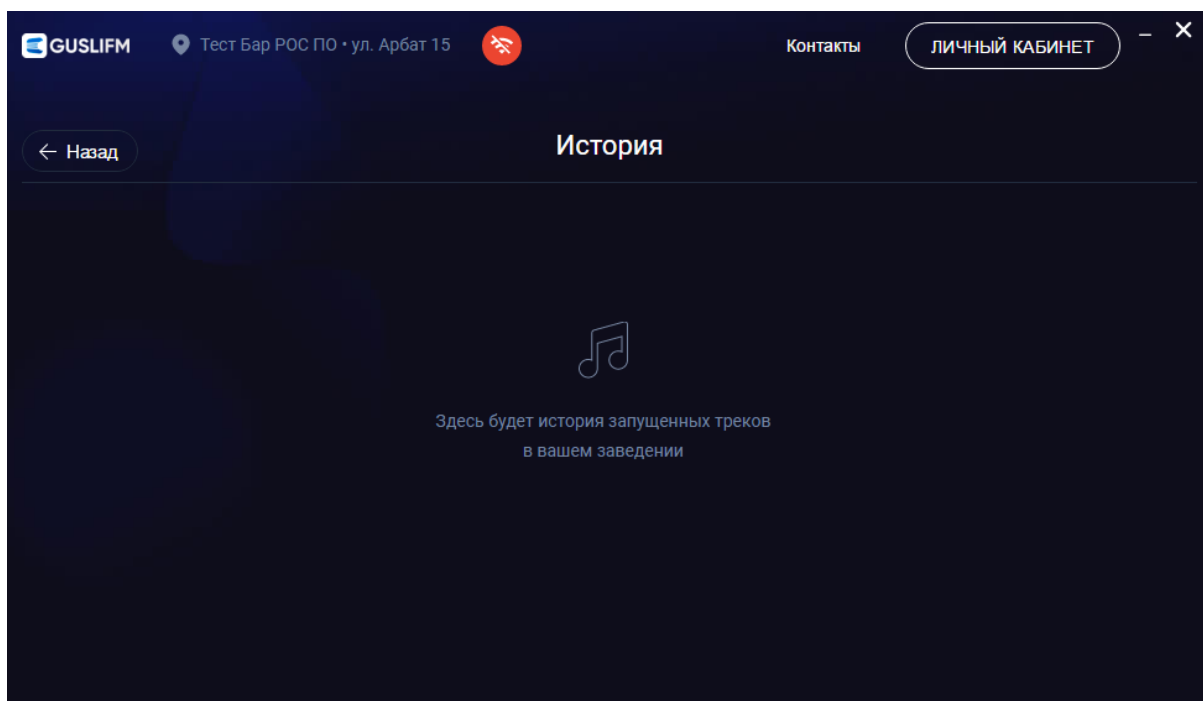 GUSLIFM
Тест Бар РОС ПО • ул. Арбат 15
Контакты
ЛИЧНЫЙ КАБИНЕТ
← Назад
История
Здесь будет история запущенных треков
в вашем заведении